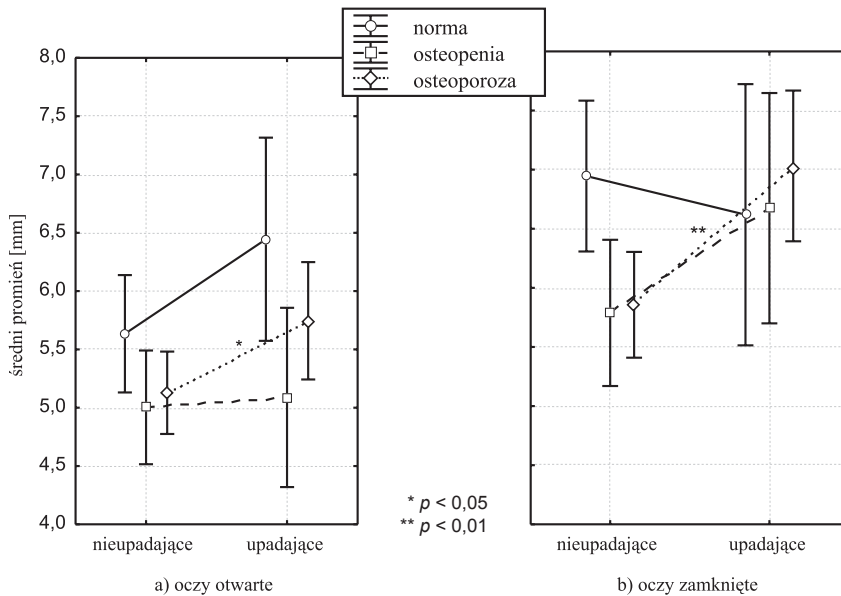 norma
osteopenia
osteoporoza
średni promień [mm]
8,0
7,5
7,0
6,5
6,0
5,5
5,0
4,5
4,0
*
**
* p < 0,05
** p < 0,01
nieupadające upadające
nieupadające upadające
a) oczy otwarte
b) oczy zamknięte